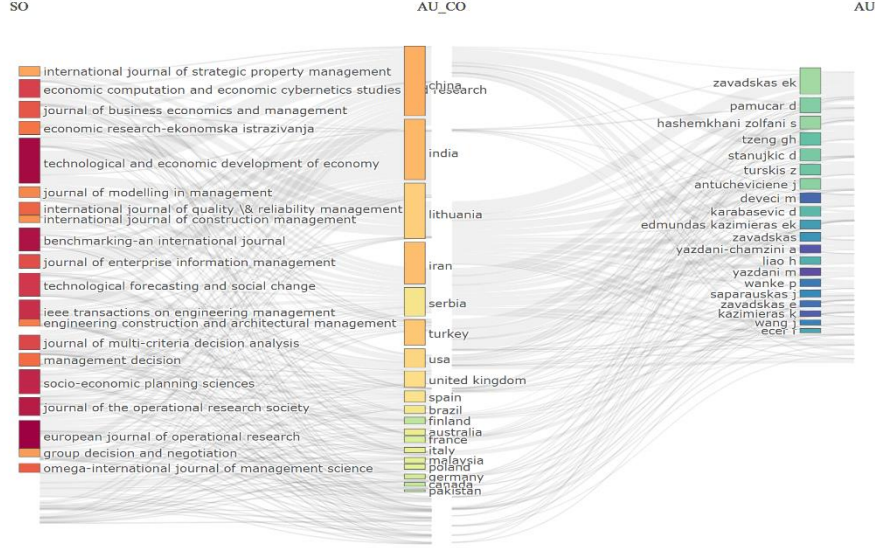 SO
AU_CO
AU
international journal of strategic property management
economic computation and economic cybernetics studies and research
journal of business economics and management
economic research-ekonomska istrazivanja
technological and economic development of economy
journal of modelling in management
international journal of quality \& reliability management
international journal of construction management
benchmarking-an international journal
journal of enterprise information management
technological forecasting and social change
ieee transactions on engineering management
engineering construction and architectural management
journal of multi-criteria decision analysis
management decision
socio-economic planning sciences
journal of the operational research society
european journal of operational research
group decision and negotiation
omega-international journal of management science
china
india
lithuania
iran
serbia
turkey
usa
united kingdom
spain
brazil
finland
australia
france
italy
malaysia
poland
germany
canada
pakistan
zavadskas ek
pamucar d
hashemkhani zolfani s
tzeng gh
stanujkic d
turskis z
antucheviciene j
deveci m
karabasevic d
edmundas kazimieras ek
zavadskas
yazdani-chamzini a
liao h
yazdani m
wanke p
saparauskas j
zavadskas e
kazimieras k
wang j
ecer f